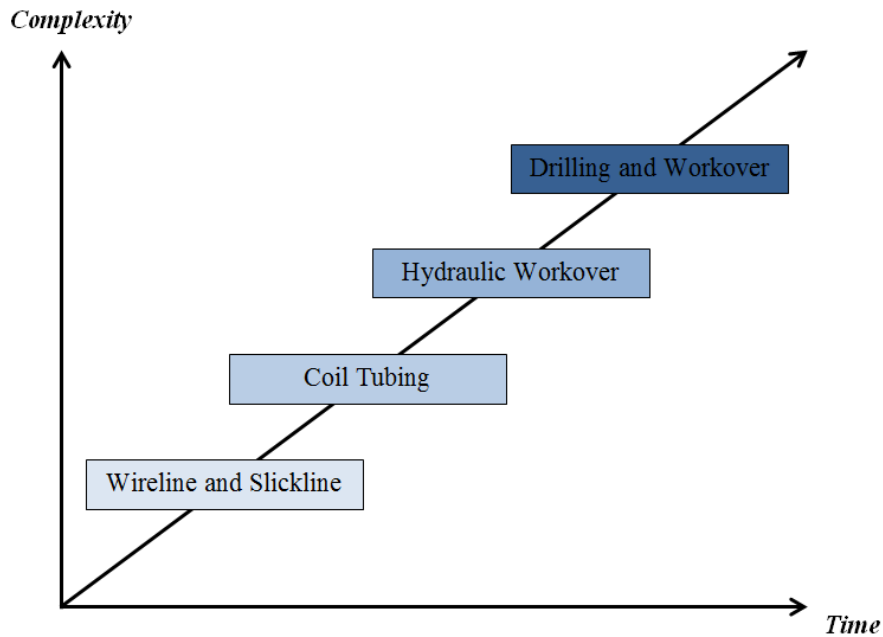 Complexity
Drilling and Workover
Hydraulic Workover
Coil Tubing
Wireline and Slickline
Time